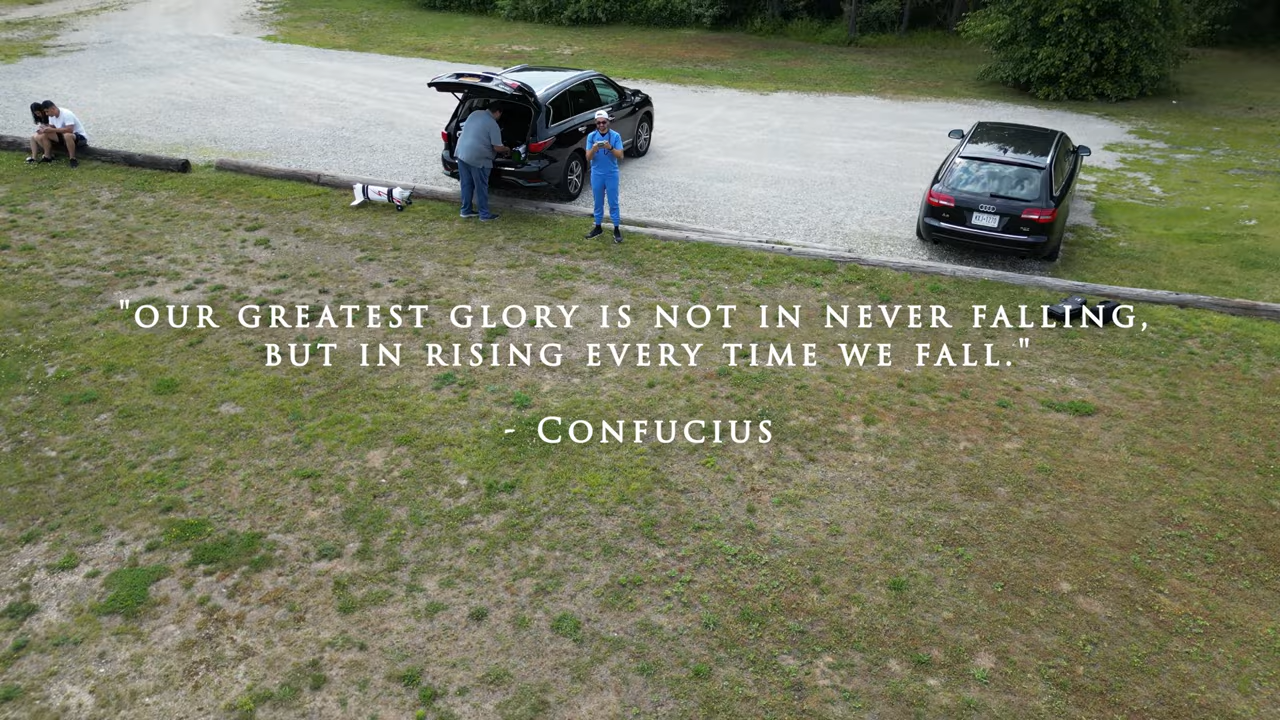 "OUR GREATEST GLORY IS NOT IN NEVER FALLING,
BUT IN RISING EVERY TIME WE FALL."
- CONFUCIUS